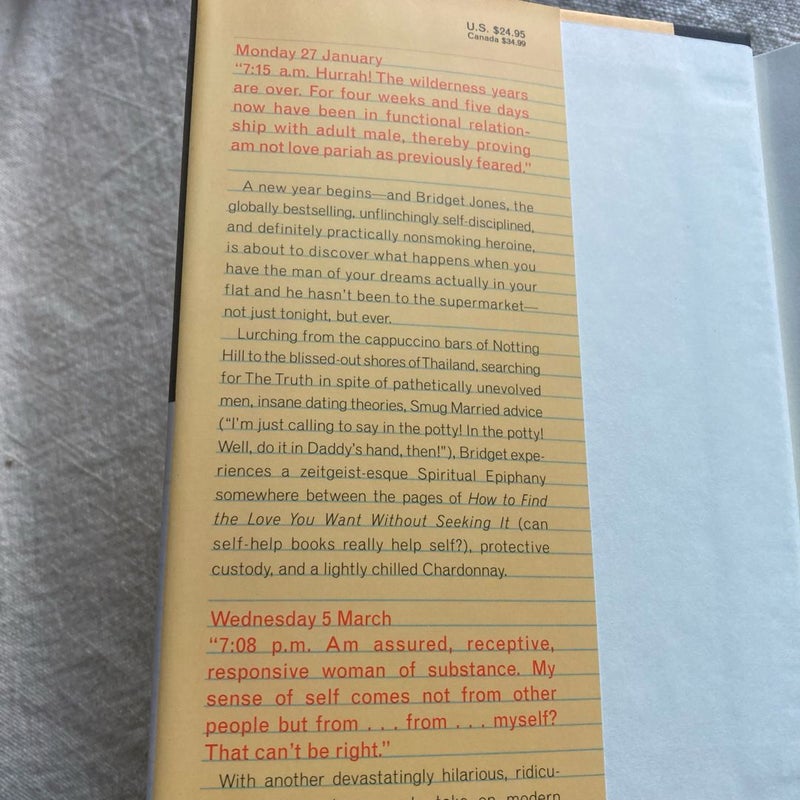 U.S. $24.95
Canada $34.99
Monday 27 January
“7:15 a.m. Hurrah! The wilderness years
are over. For four weeks and five days
now have been in functional relation-
ship with adult male, thereby proving
am not love pariah as previously feared.”
A new year begins—and Bridget Jones, the
globally bestselling, unflinchingly self-disciplined,
and definitely practically nonsmoking heroine,
is about to discover what happens when you
have the man of your dreams actually in your
flat and he hasn’t been to the supermarket—
not just tonight, but ever.
Lurching from the cappuccino bars of Notting
Hill to the blissed-out shores of Thailand, searching
for The Truth in spite of pathetically unevolved
men, insane dating theories, Smug Married advice
(“I’m just calling to say in the potty! In the potty!
Well, do it in Daddy’s hand, then!”), Bridget expe-
riences a zeitgeist-esque Spiritual Epiphany
somewhere between the pages of How to Find
the Love You Want Without Seeking It (can
self-help books really help self?), protective
custody, and a lightly chilled Chardonnay.
Wednesday 5 March
“7:08 p.m. Am assured, receptive,
responsive woman of substance. My
sense of self comes not from other
people but from . . . from . . . myself?
That can’t be right.”
With another devastatingly hilarious, ridicu-
take on modern